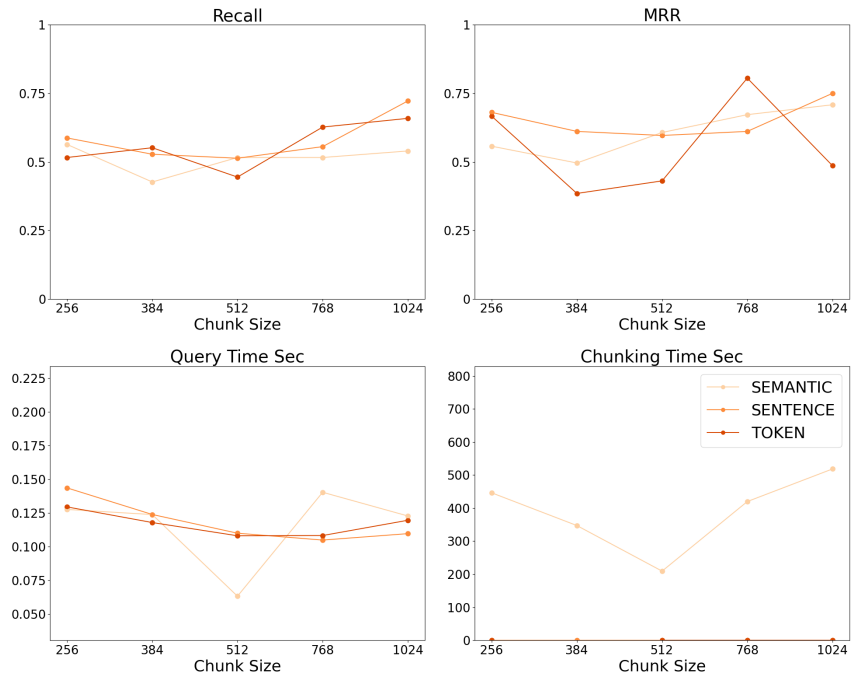 Recall
1
0.75
0.5
0.25
0
256 384 512 768 1024
Chunk Size
MRR
1
0.75
0.5
0.25
0
256 384 512 768 1024
Chunk Size
Query Time Sec
0.225
0.200
0.175
0.150
0.125
0.100
0.075
0.050
256 384 512 768 1024
Chunk Size
Chunking Time Sec
800
700
600
500
400
300
200
100
0
256 384 512 768 1024
Chunk Size
SEMANTIC
SENTENCE
TOKEN